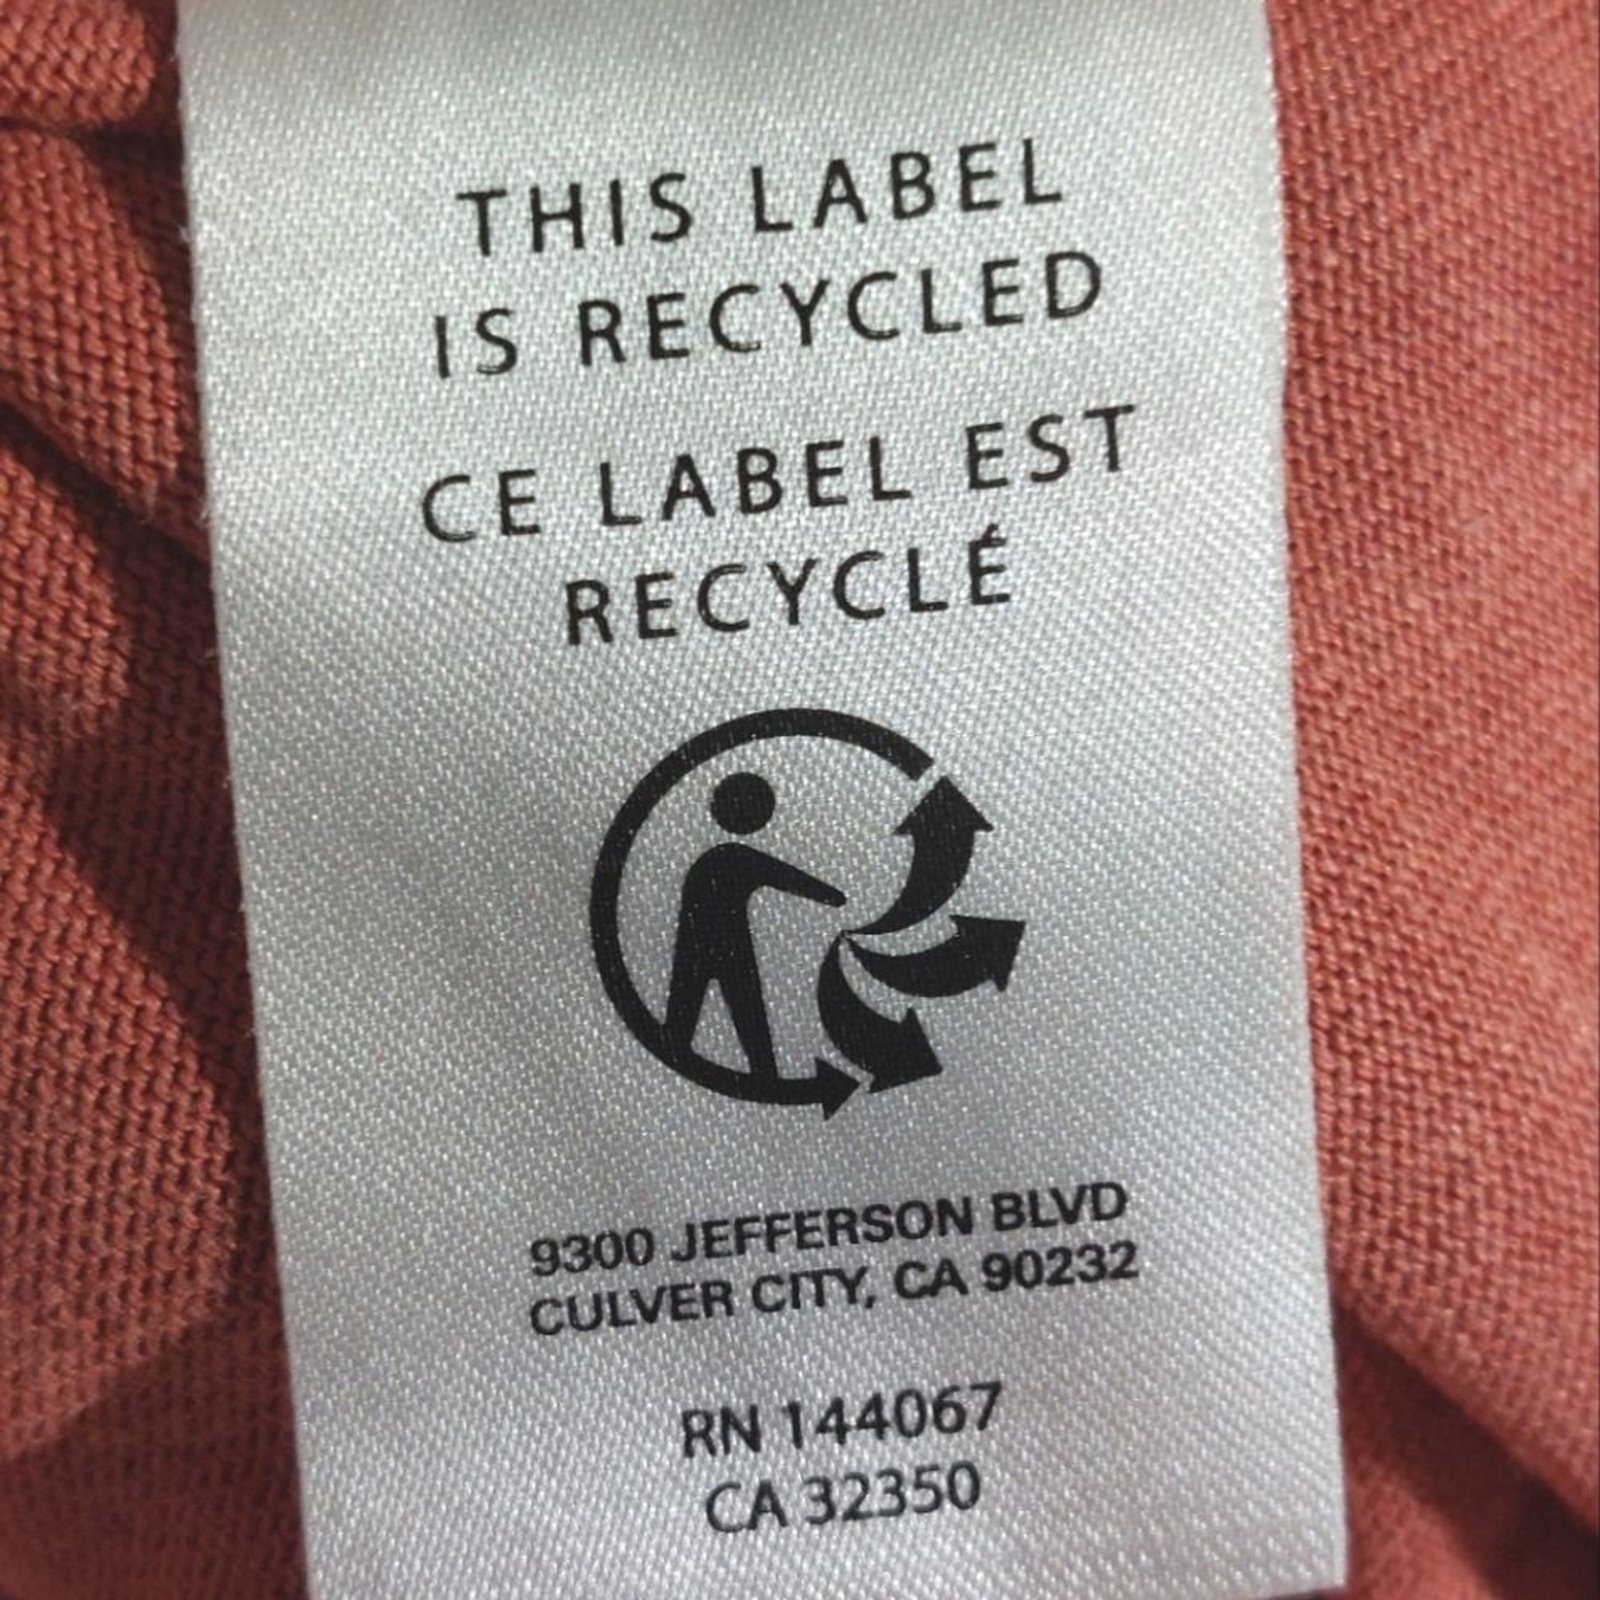 THIS LABEL
IS RECYCLED
CE LABEL EST
RECYCLÉ
9300 JEFFERSON BLVD
CULVER CITY, CA 90232
RN 144067
CA 32350